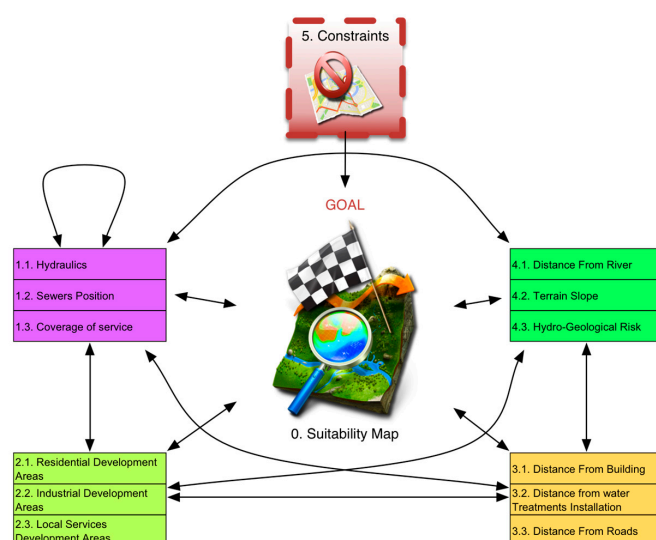 5. Constraints
GOAL
1.1. Hydraulics
1.2. Sewers Position
1.3. Coverage of service
4.1. Distance From River
4.2. Terrain Slope
4.3. Hydro-Geological Risk
0. Suitability Map
2.1. Residential Development
Areas
2.2. Industrial Development
Areas
2.3. Local Services
Development Areas
3.1. Distance From Building
3.2. Distance from water
Treatments Installation
3.3. Distance From Roads